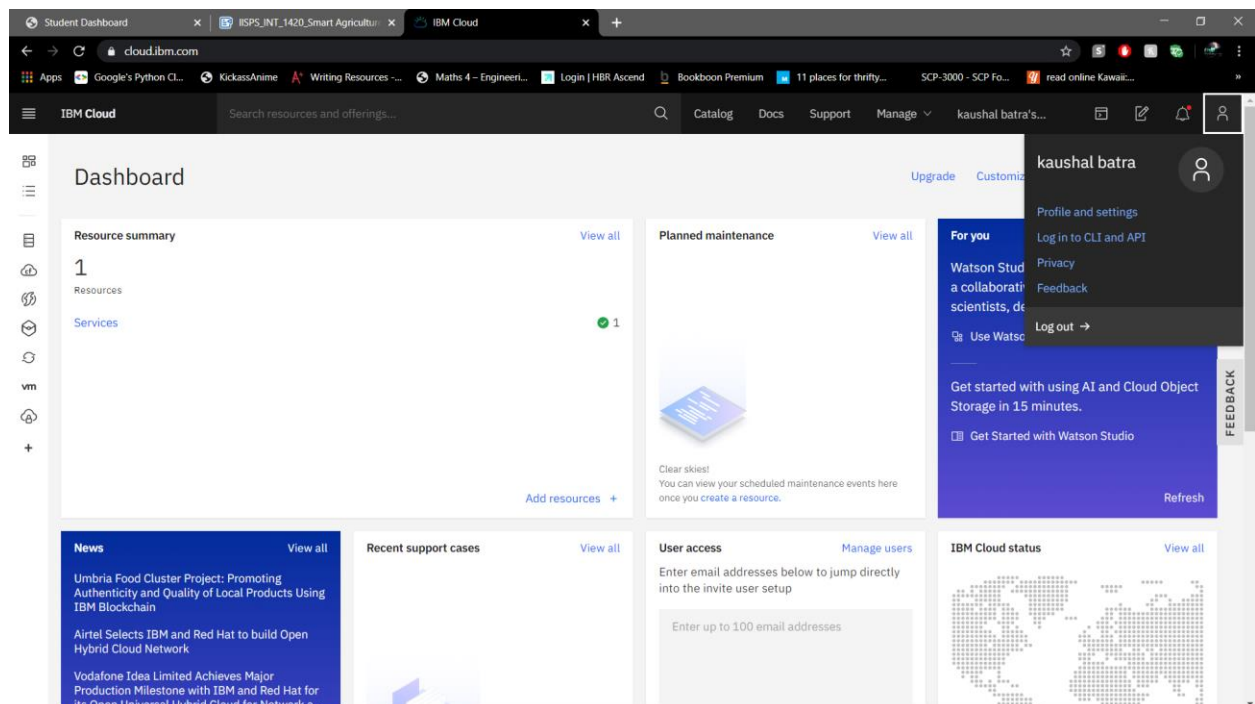 Student Dashboard
IISPS_INT_1420_Smart Agricultur
IBM Cloud
cloud.ibm.com
Apps
Google's Python Cl...
KickassAnime
Writing Resources -...
Maths 4 – Engineeri...
Login | HBR Ascend
Bookboon Premium
11 places for thrifty...
SCP-3000 - SCP Fo...
read online Kawaii:...
»
IBM Cloud
Search resources and offerings...
Catalog
Docs
Support
Manage
kaushal batra's...
kaushal batra
Profile and settings
Log in to CLI and API
Privacy
Feedback
Log out →
Dashboard
Upgrade
vm
Resource summary
View all
1
Resources
Services
1
Add resources +
Planned maintenance
View all
Clear skies!
You can view your scheduled maintenance events here
once you create a resource.
For you
Watson Stud
a collaborati
scientists, de
Use Watso
Get started with using AI and Cloud Object
Storage in 15 minutes.
Get Started with Watson Studio
Refresh
FEEDBACK
News
View all
Umbria Food Cluster Project: Promoting
Authenticity and Quality of Local Products Using
IBM Blockchain
Airtel Selects IBM and Red Hat to build Open
Hybrid Cloud Network
Vodafone Idea Limited Achieves Major
Production Milestone with IBM and Red Hat for
its Open Universal Hybrid Cloud for Network a
Recent support cases
View all
User access
Manage users
Enter email addresses below to jump directly
into the invite user setup
Enter up to 100 email addresses
IBM Cloud status
View all